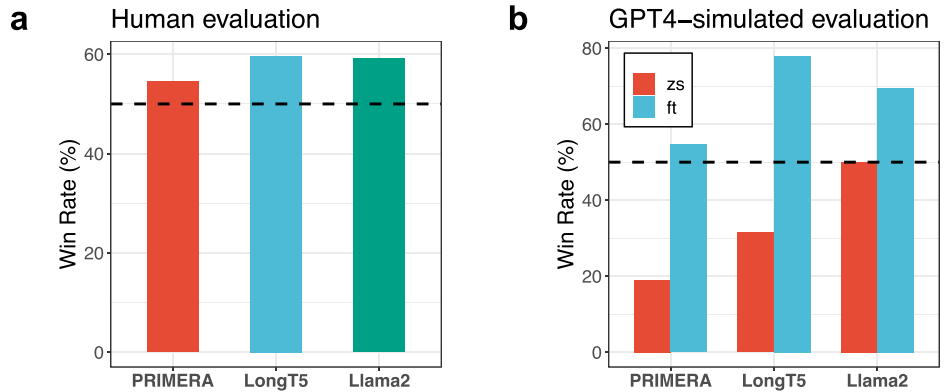 a
Human evaluation
Win Rate (%)
60
40
20
0
PRIMERA LongT5 Llama2
b
GPT4-simulated evaluation
Win Rate (%)
80
60
40
20
0
zs
ft
PRIMERA LongT5 Llama2